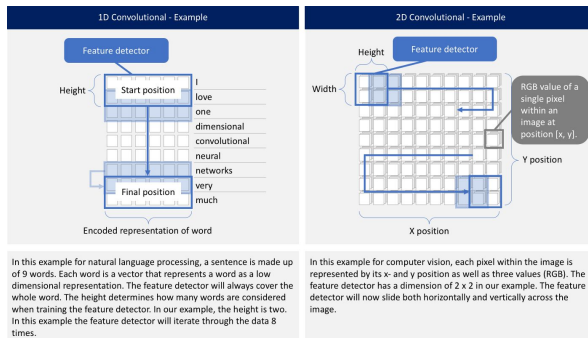 1D Convolutional - Example
Feature detector
Height
Start position
Final position
I
love
one
dimensional
convolutional
neural
networks
very
much
Encoded representation of word
In this example for natural language processing, a sentence is made up
of 9 words. Each word is a vector that represents a word as a low
dimensional representation. The feature detector will always cover the
whole word. The height determines how many words are considered
when training the feature detector. In our example, the height is two.
In this example the feature detector will iterate through the data 8
times.
2D Convolutional - Example
Height
Feature detector
Width
RGB value of a
single pixel
within an
image at
position [x, y].
Y position
X position
In this example for computer vision, each pixel within the image is
represented by its x- and y position as well as three values (RGB). The
feature detector has a dimension of 2 x 2 in our example. The feature
detector will now slide both horizontally and vertically across the
image.